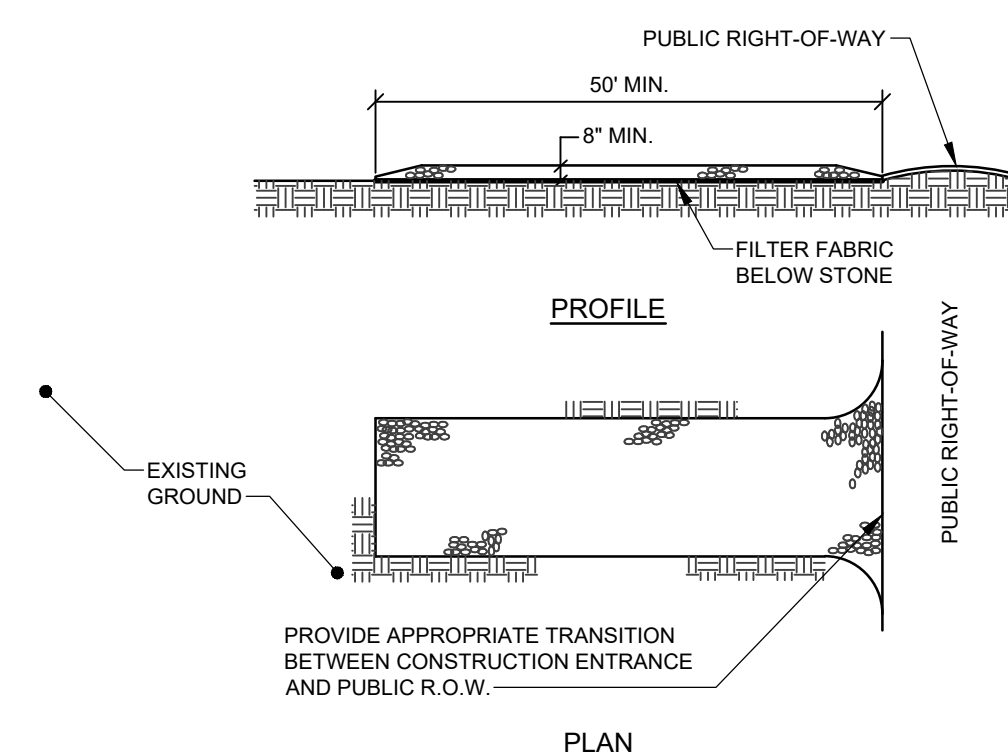 PUBLIC RIGHT-OF-WAY
50' MIN.
8" MIN.
FILTER FABRIC
BELOW STONE
PROFILE
PUBLIC RIGHT-OF-WAY
EXISTING
GROUND
PROVIDE APPROPRIATE TRANSITION
BETWEEN CONSTRUCTION ENTRANCE
AND PUBLIC R.O.W.
PLAN